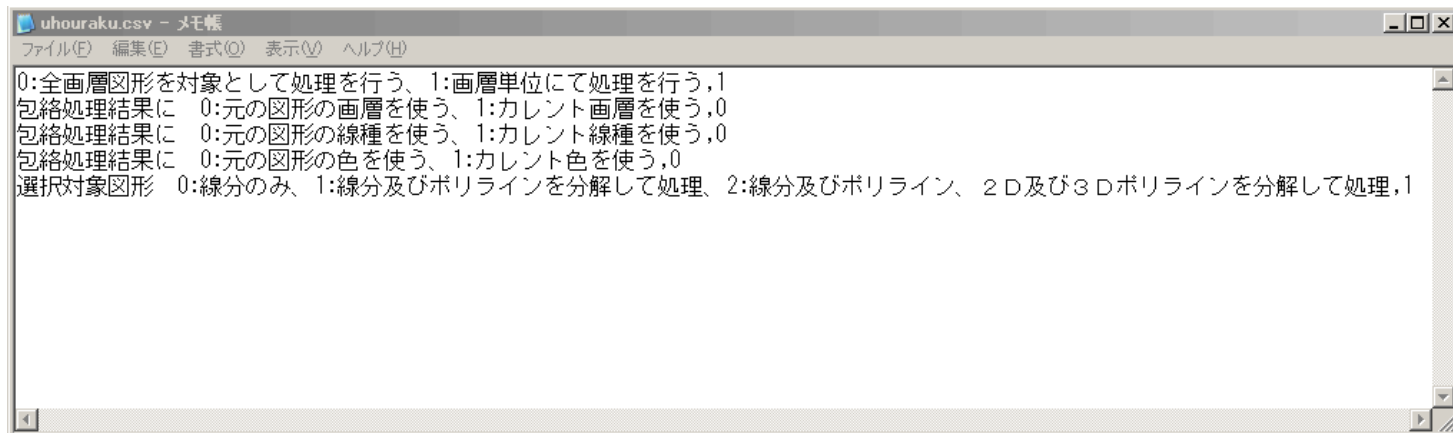 uhouraku.csv - メモ帳
ファイル(F) 編集(E) 書式(O) 表示(V) ヘルプ(H)
0:全画層図形を対象として処理を行う、1:画層単位にて処理を行う,1
包絡処理結果に　0:元の図形の画層を使う、1:カレント画層を使う,0
包絡処理結果に　0:元の図形の線種を使う、1:カレント線種を使う,0
包絡処理結果に　0:元の図形の色を使う、1:カレント色を使う,0
選択対象図形　0:線分のみ、1:線分及びポリラインを分解して処理、2:線分及びポリライン、２Ｄ及び３Ｄポリラインを分解して処理,1